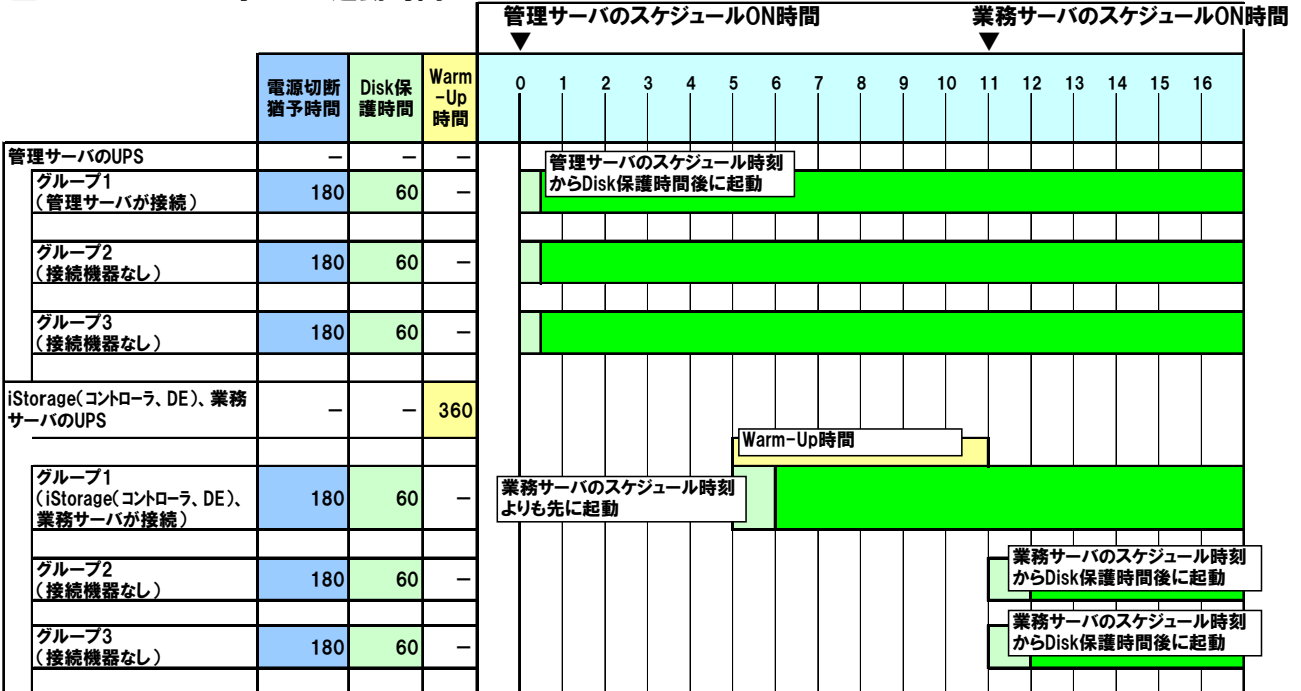 管理サーバのスケジュールON時間
業務サーバのスケジュールON時間
▼ ▼
電源切断
猶予時間
Disk保
護時間
Warm
-Up
時間
0 1 2 3 4 5 6 7 8 9 10 11 12 13 14 15 16
管理サーバのUPS － － －
管理サーバのスケジュール時刻
からDisk保護時間後に起動
グループ1
（管理サーバが接続） 180 60 －
グループ2
（接続機器なし） 180 60 －
グループ3
（接続機器なし） 180 60 －
iStorage(コントローラ、DE)、業務
サーバのUPS － － 360
Warm-Up時間
グループ1
（iStorage(コントローラ、DE)、
業務サーバが接続） 180 60 －
業務サーバのスケジュール時刻
よりも先に起動
グループ2
（接続機器なし） 180 60 －
業務サーバのスケジュール時刻
からDisk保護時間後に起動
グループ3
（接続機器なし） 180 60 －
業務サーバのスケジュール時刻
からDisk保護時間後に起動